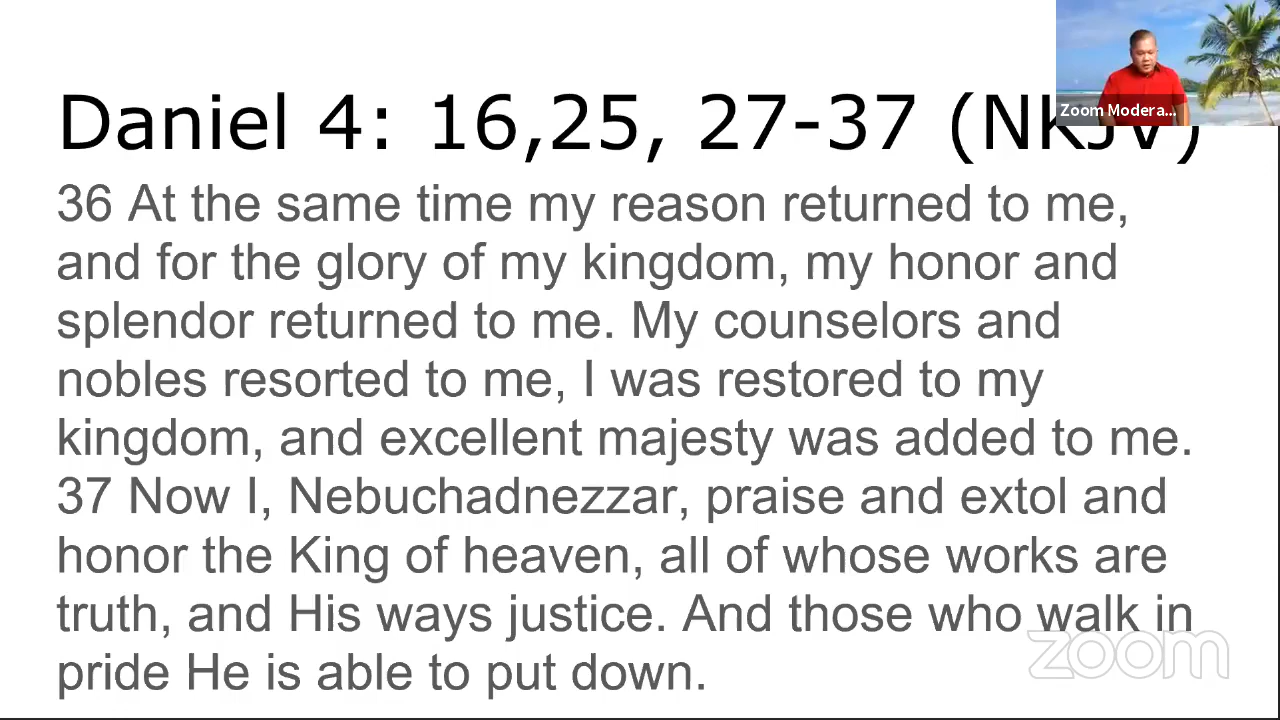 Daniel 4: 16,25, 27-37 (NKJV)
Zoom Modera...
36 At the same time my reason returned to me,
and for the glory of my kingdom, my honor and
splendor returned to me. My counselors and
nobles resorted to me, I was restored to my
kingdom, and excellent majesty was added to me.
37 Now I, Nebuchadnezzar, praise and extol and
honor the King of heaven, all of whose works are
truth, and His ways justice. And those who walk in
pride He is able to put down.
zoom